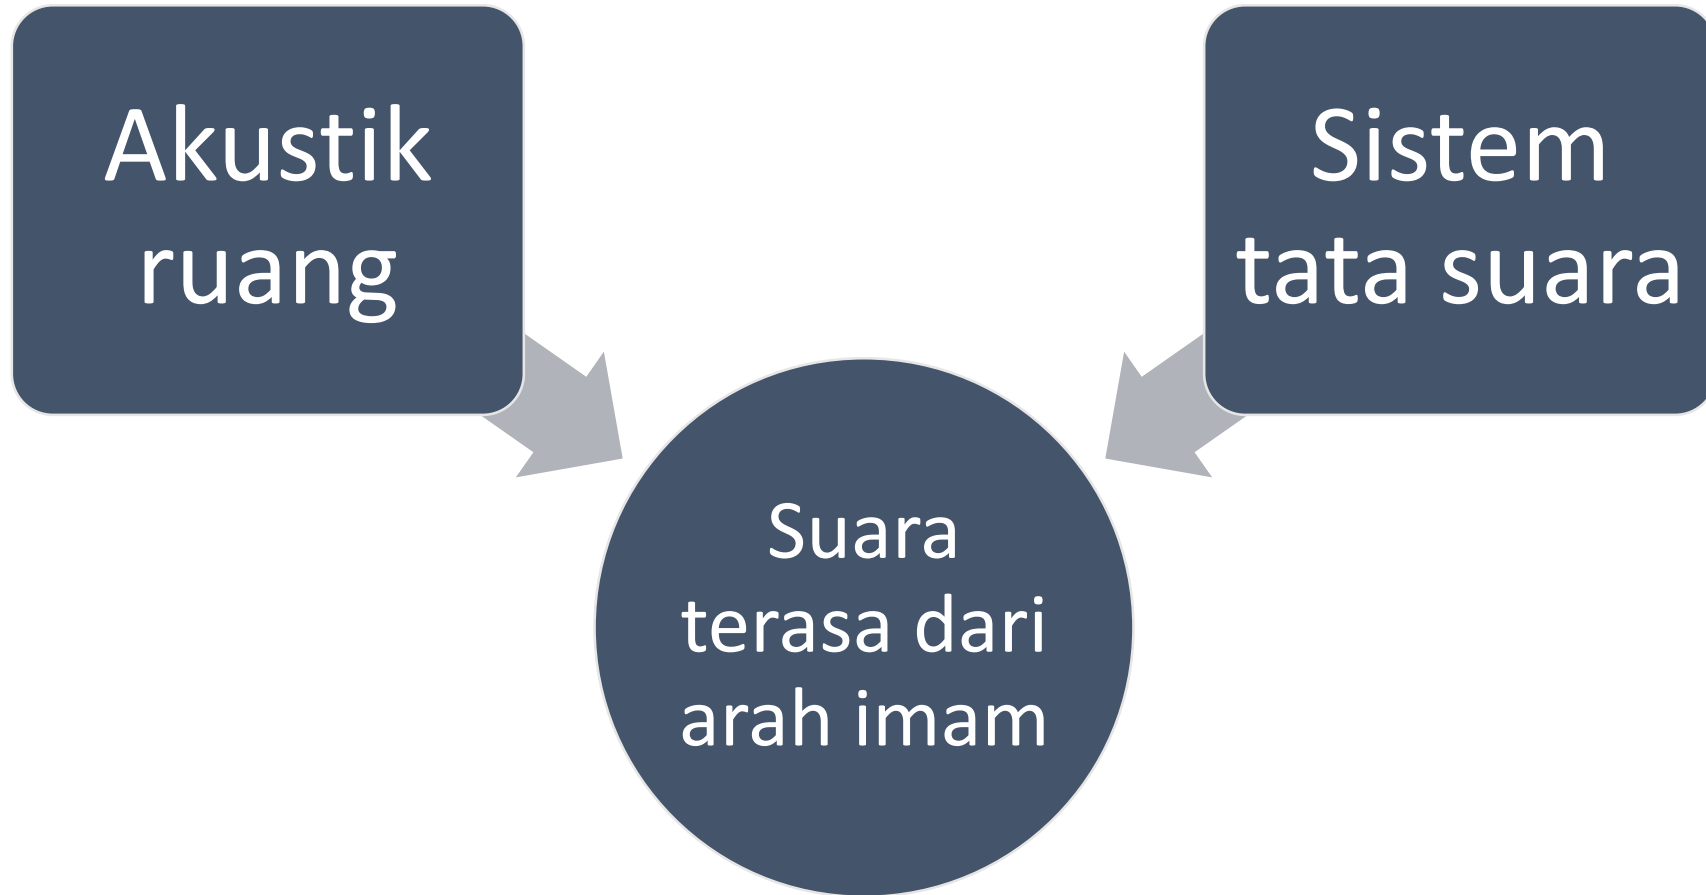 Akustik
ruang
Sistem
tata suara
Suara
terasa dari
arah imam